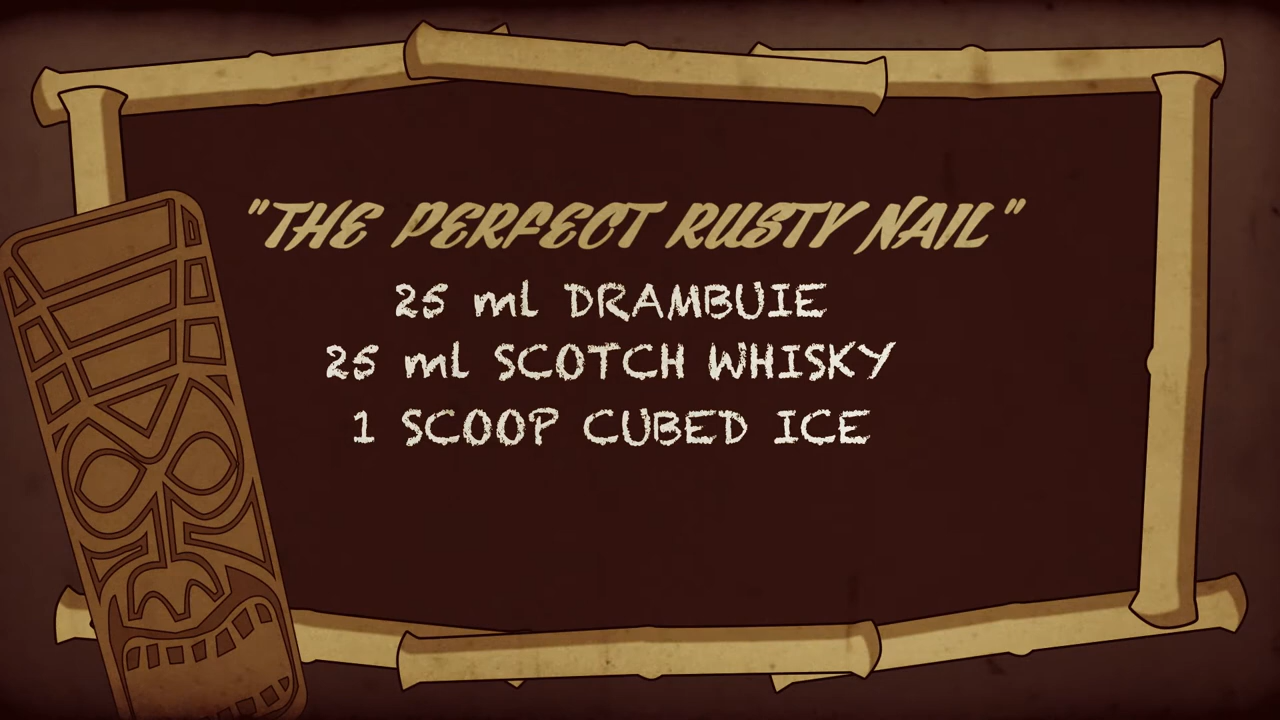 "THE PERFECT RUSTY NAIL"
25 ml DRAMBUIE
25 ml SCOTCH WHISKY
1 SCOOP CUBED ICE